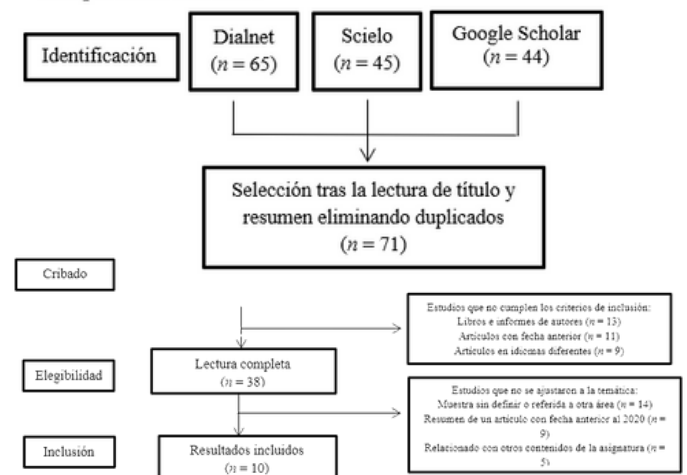 Identificación
Dialnet
(n = 65)
Scielo
(n = 45)
Google Scholar
(n = 44)
Selección tras la lectura de título y
resumen eliminando duplicados
(n = 71)
Cribado
Estudios que no cumplen los criterios de inclusión:
Libros e informes de autores (n = 13)
Artículos con fecha anterior (n = 11)
Artículos en idiomas diferentes (n = 9)
Elegibilidad
Lectura completa
(n = 38)
Estudios que no se ajustaron a la temática:
Muestra sin definir o referida a otra área (n = 14)
Resumen de un artículo con fecha anterior al 2020 (n =
9)
Relacionado con otros contenidos de la asignatura (n =
5)
Inclusión
Resultados incluidos
(n = 10)